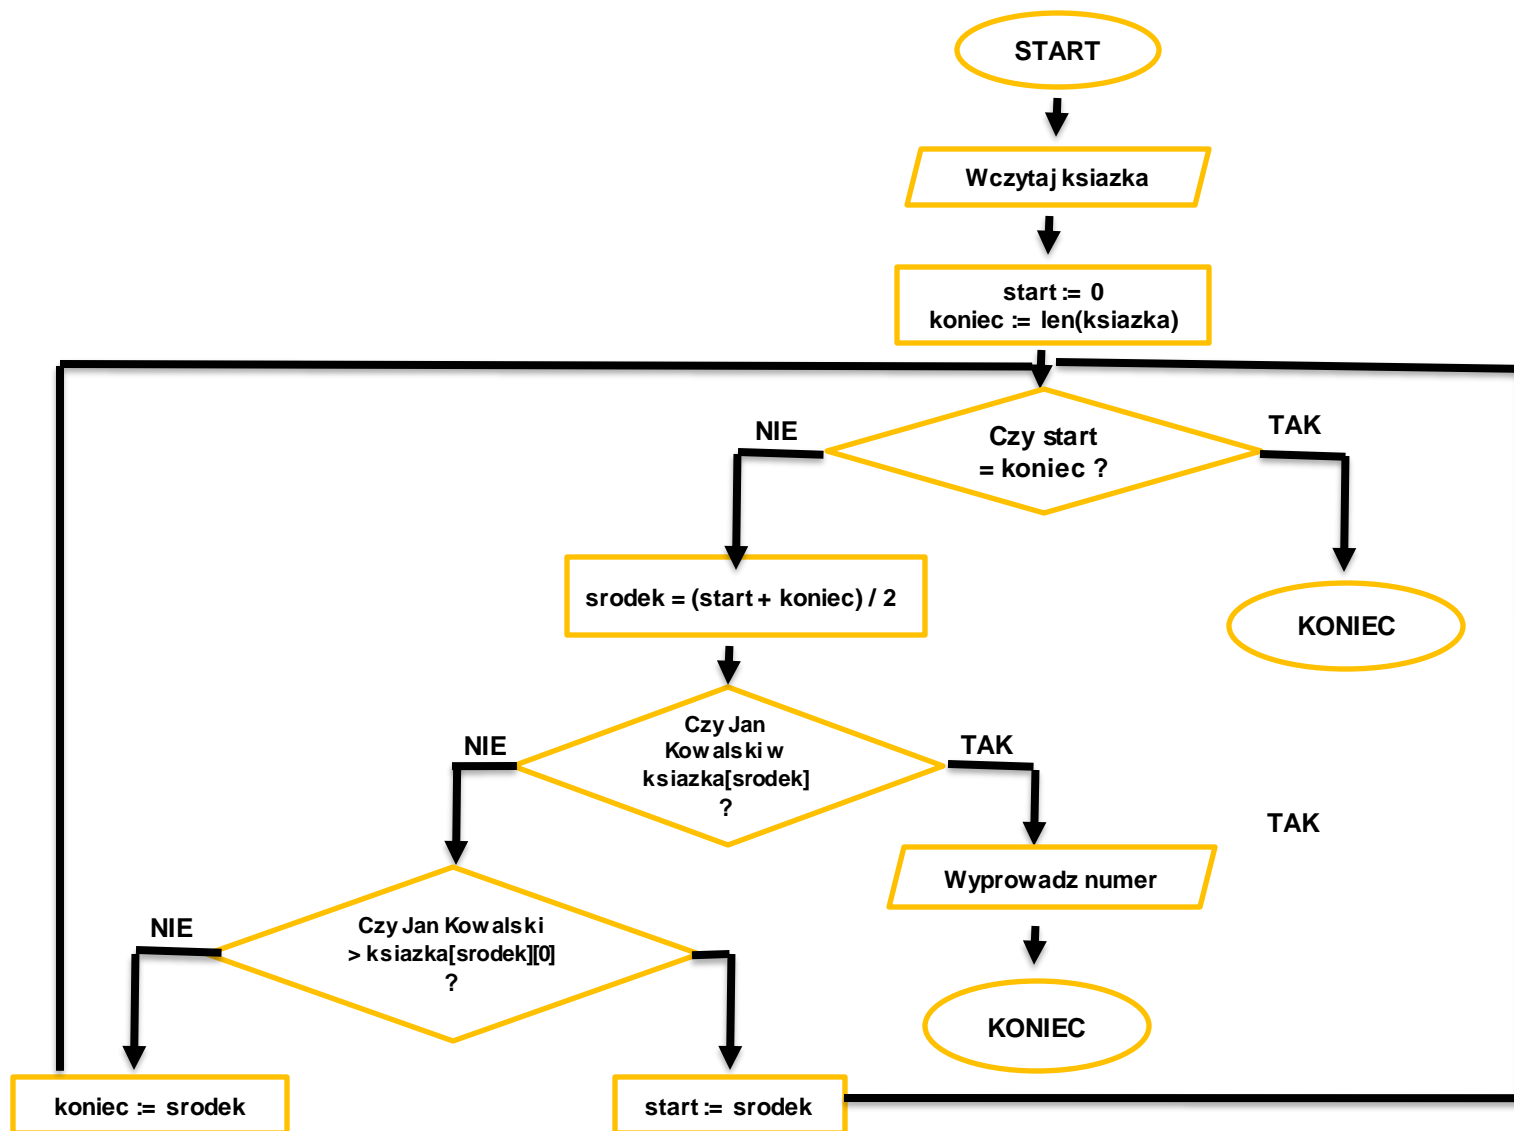 START
Wczytaj ksiazka
start := 0
koniec := len(ksiazka)
NIE
TAK
Czy start
= koniec ?
srodek = (start + koniec) / 2
KONIEC
NIE
TAK
Czy Jan
Kowalski w
ksiazka[srodek]
?
TAK
Wyprowadz numer
NIE
Czy Jan Kowalski
> ksiazka[srodek][0]
?
KONIEC
koniec := srodek
start := srodek